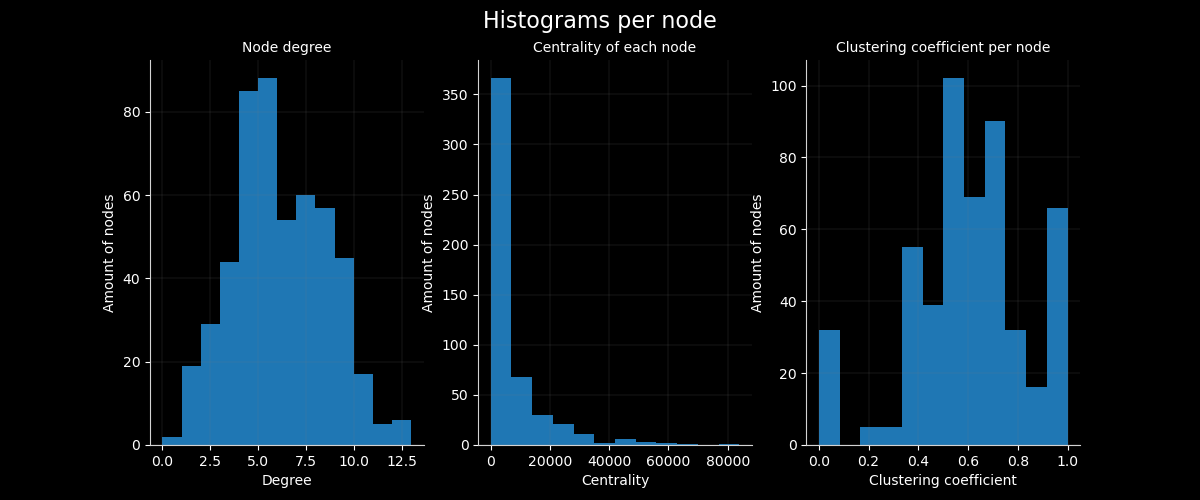 Histograms per node
Node degree
Amount of nodes
80
60
40
20
0
0.0 2.5 5.0 7.5 10.0 12.5
Degree
Centrality of each node
Amount of nodes
350
300
250
200
150
100
50
0
0 20000 40000 60000 80000
Centrality
Clustering coefficient per node
Amount of nodes
100
80
60
40
20
0
0.0 0.2 0.4 0.6 0.8 1.0
Clustering coefficient